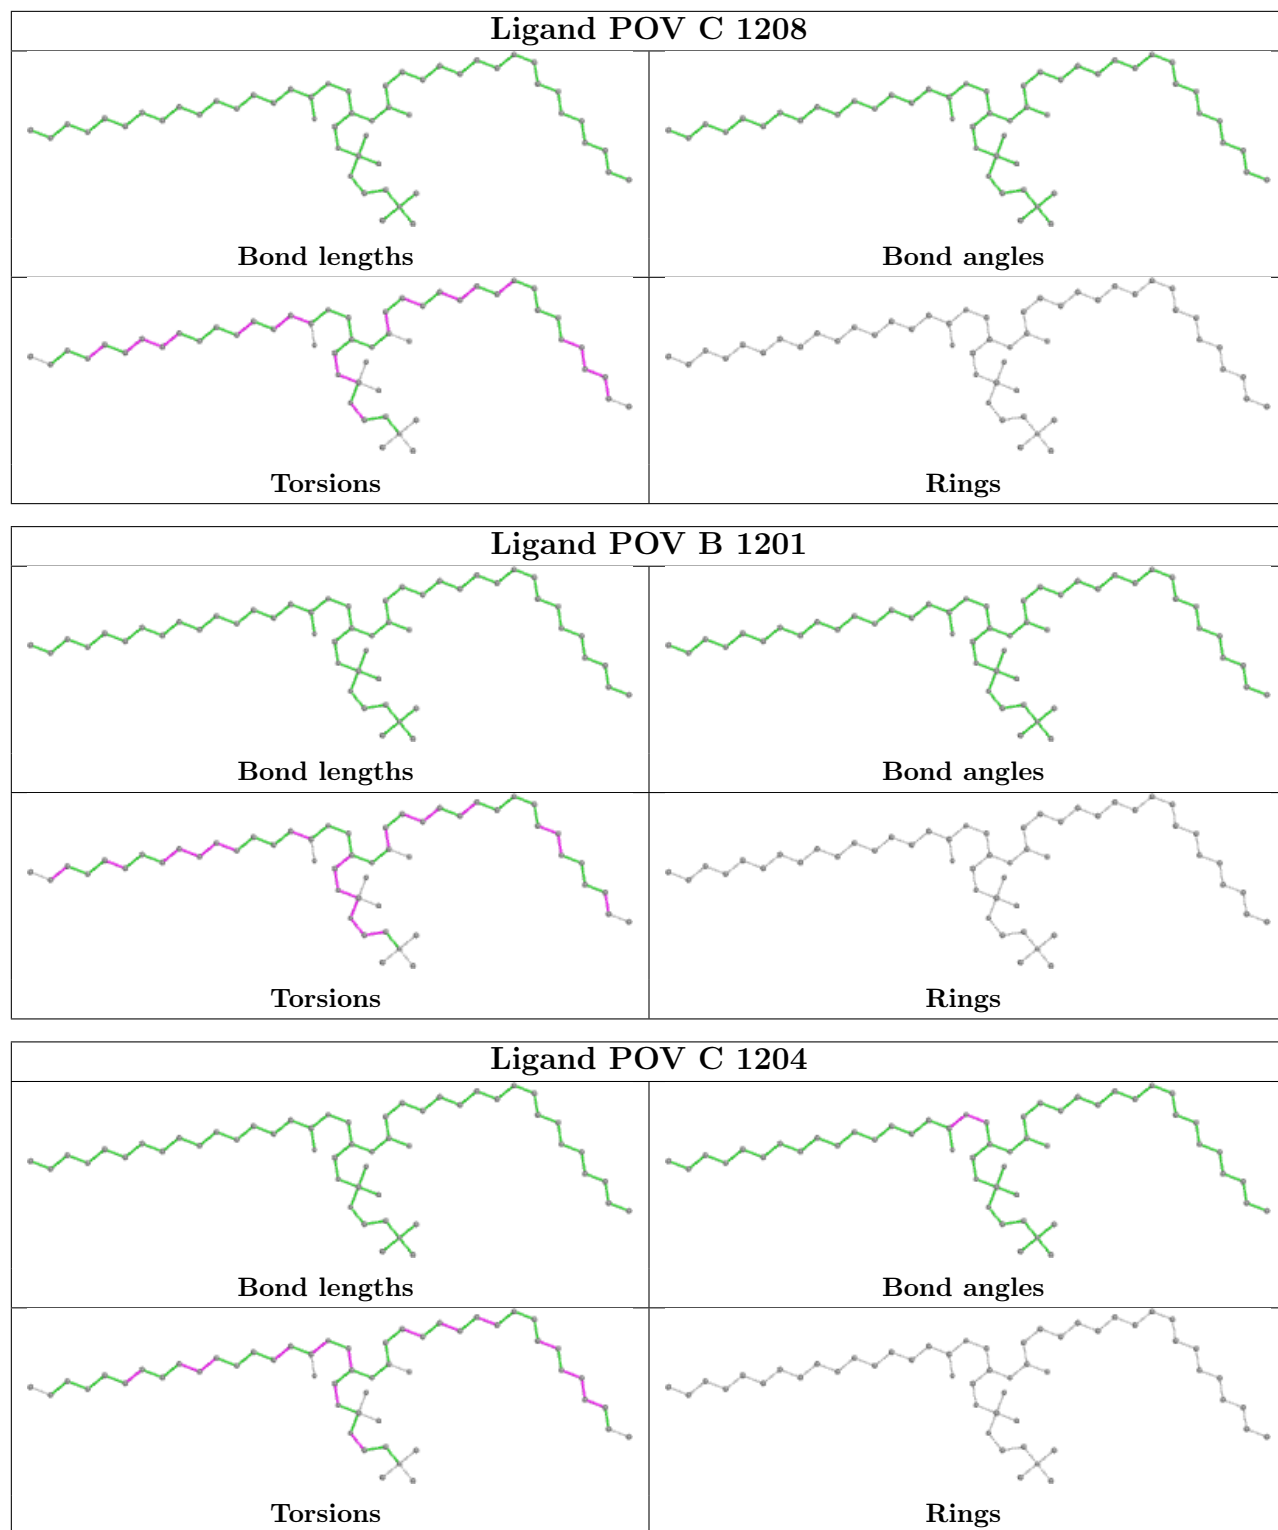 Ligand POV C 1208
Bond lengths
Bond angles
Torsions
Rings
Ligand POV B 1201
Bond lengths
Bond angles
Torsions
Rings
Ligand POV C 1204
Bond lengths
Bond angles
Torsions
Rings